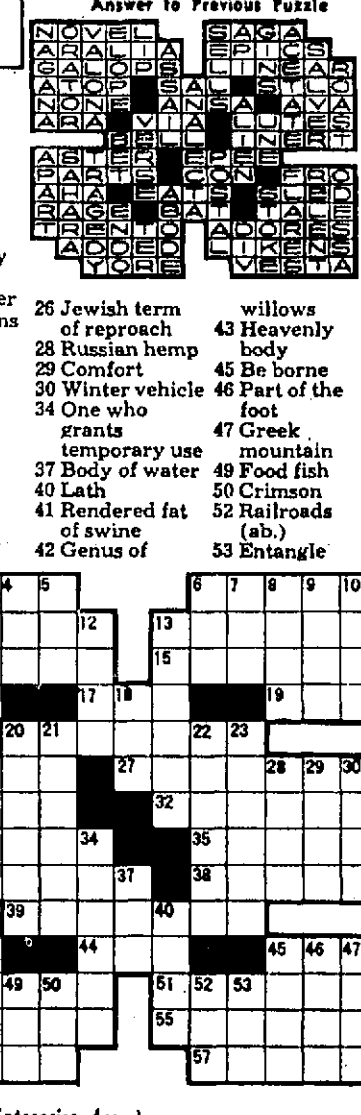 Answer to Previous Puzzle
NOVEL SAGA
ARALIA EPICS
GALOPS LINEAR
ATOP SAL STLO
NONE ANSA AVA
ARA VIA LUTES
BELL INERT
ASTERS PEE
PARTS CON FRO
AHA EATS FLED
RAGE BAT TARE
TRENTO ADORES
ADDED LIKENS
YORE VESTA
26 Jewish term
of reproach
28 Russian hemp
29 Comfort
30 Winter vehicle
34 One who
grants
temporary use
37 Body of water
40 Lath
41 Rendered fat
of swine
42 Genus of
willows
43 Heavenly
body
45 Be borne
46 Part of the
foot
47 Greek
mountain
49 Food fish
50 Crimson
52 Railroads
(ab.)
53 Entangle
4 5 6 7 8 9 10
12 13
15
17 18 19
20 21 22 23
27 28 29 30
32
34 35
37 38
39 40
44 45 46 47
49 50 51 52 53
55
57